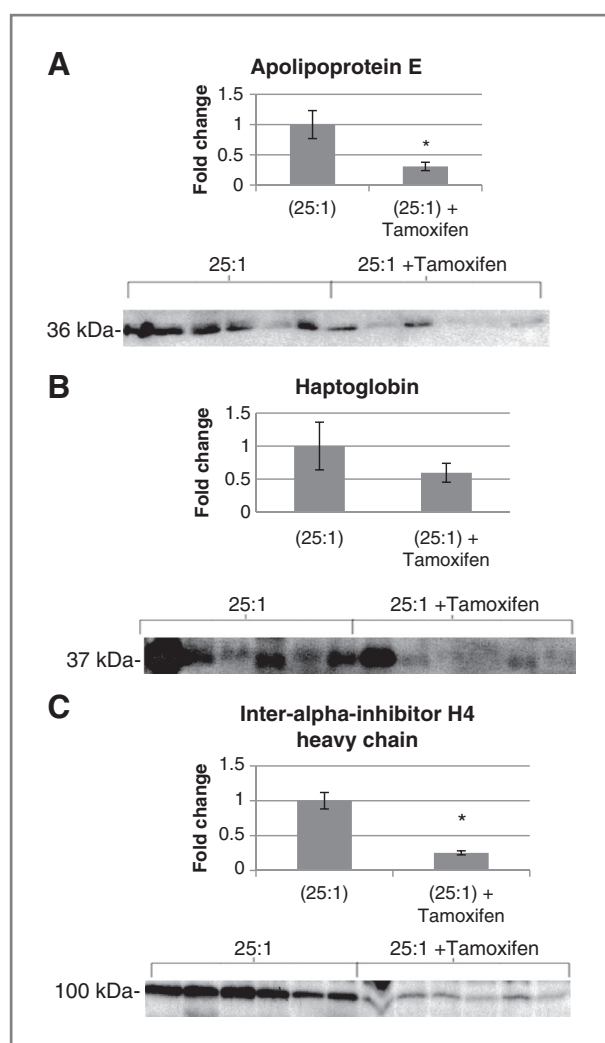 A
Apolipoprotein E
1.5
1
0.5
0
Fold change
*
(25:1)
(25:1) +
Tamoxifen
25:1
25:1 +Tamoxifen
36 kDa-
B
Haptoglobin
1.5
1
0.5
0
Fold change
(25:1)
(25:1) +
Tamoxifen
25:1
25:1 +Tamoxifen
37 kDa-
C
Inter-alpha-inhibitor H4
heavy chain
1.5
1
0.5
0
Fold change
*
(25:1)
(25:1) +
Tamoxifen
25:1
25:1 +Tamoxifen
100 kDa-